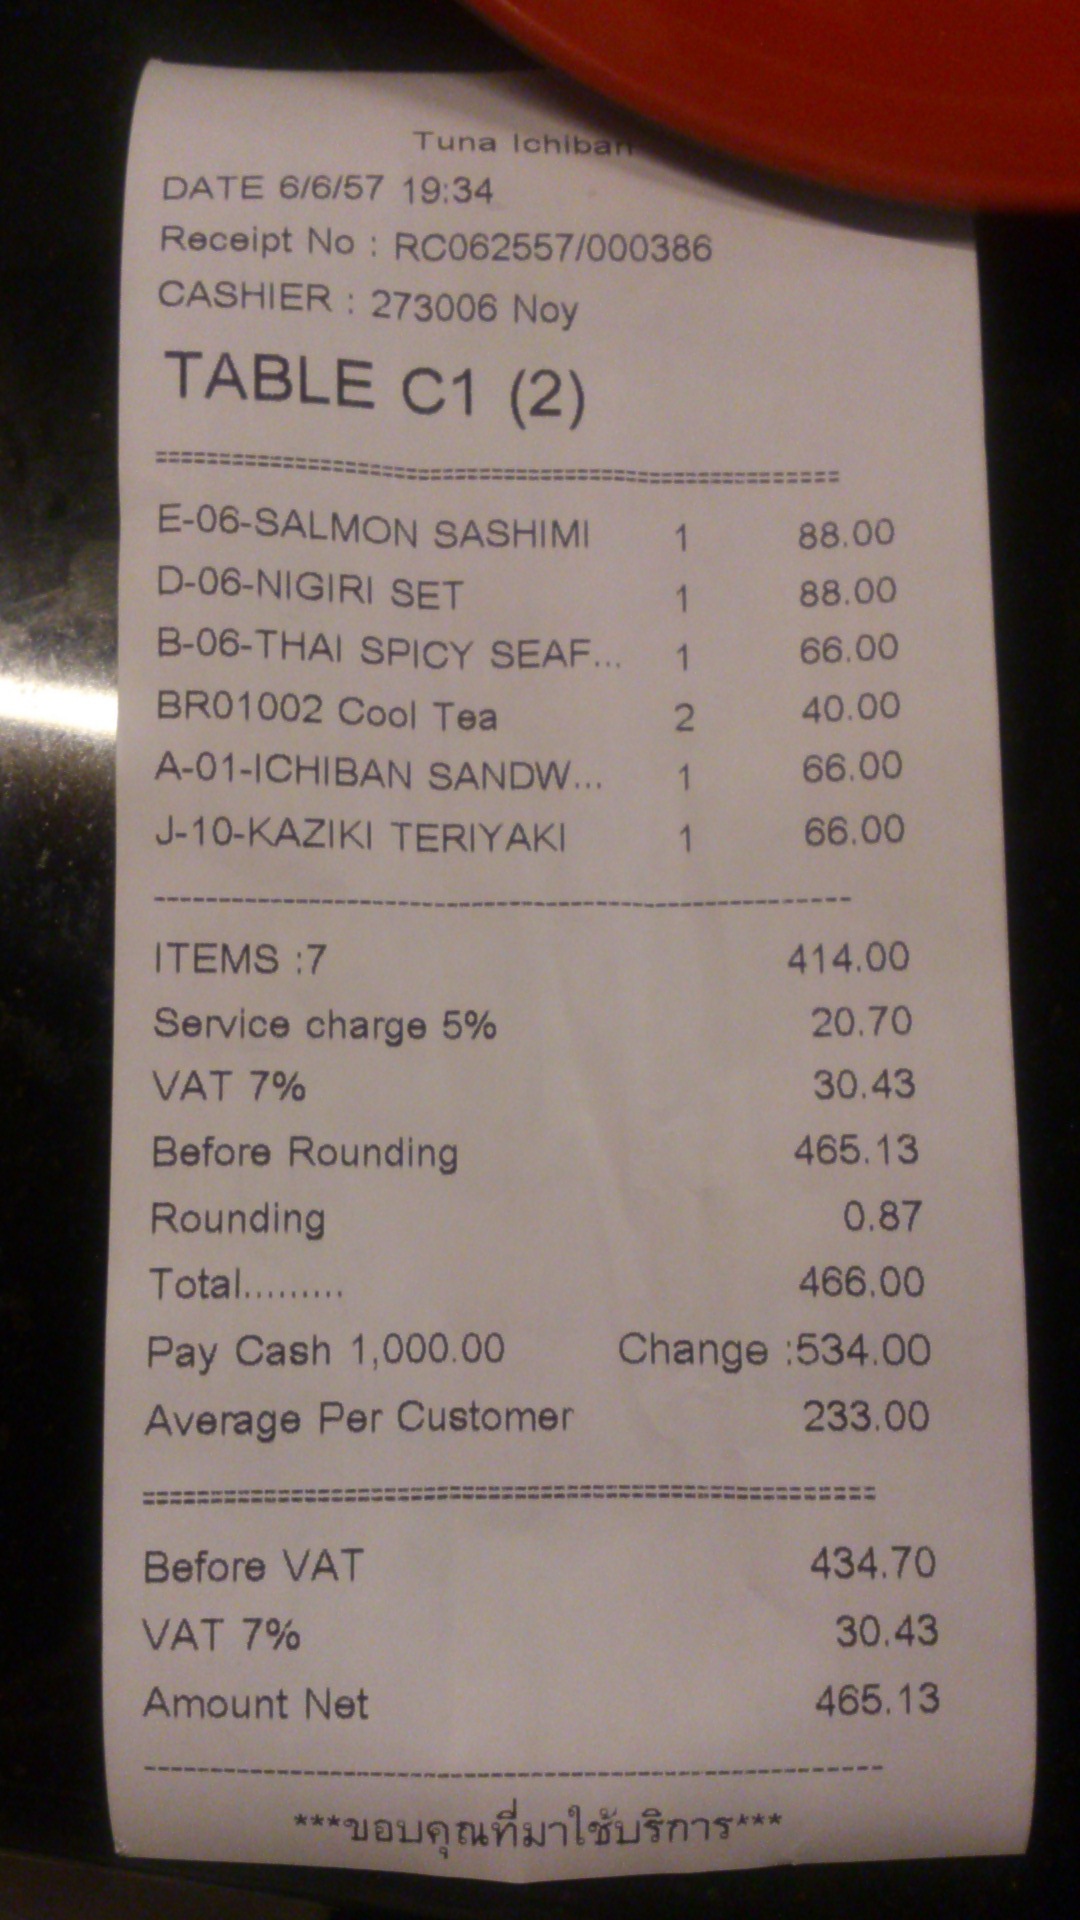 Tuna Ichiban
DATE 6/6/57 19:34
Receipt No : RC062557/000386
CASHIER : 273006 Noy
TABLE C1 (2)
E-06-SALMON SASHIMI 1 88.00
D-06-NIGIRI SET 1 88.00
B-06-THAI SPICY SEAF... 1 66.00
BR01002 Cool Tea 2 40.00
A-01-ICHIBAN SANDW... 1 66.00
J-10-KAZIKI TERIYAKI 1 66.00
ITEMS :7 414.00
Service charge 5% 20.70
VAT 7% 30.43
Before Rounding 465.13
Rounding 0.87
Total......... 466.00
Pay Cash 1,000.00 Change :534.00
Average Per Customer 233.00
Before VAT 434.70
VAT 7% 30.43
Amount Net 465.13
***ขอบคุณที่มาใช้บริการ***